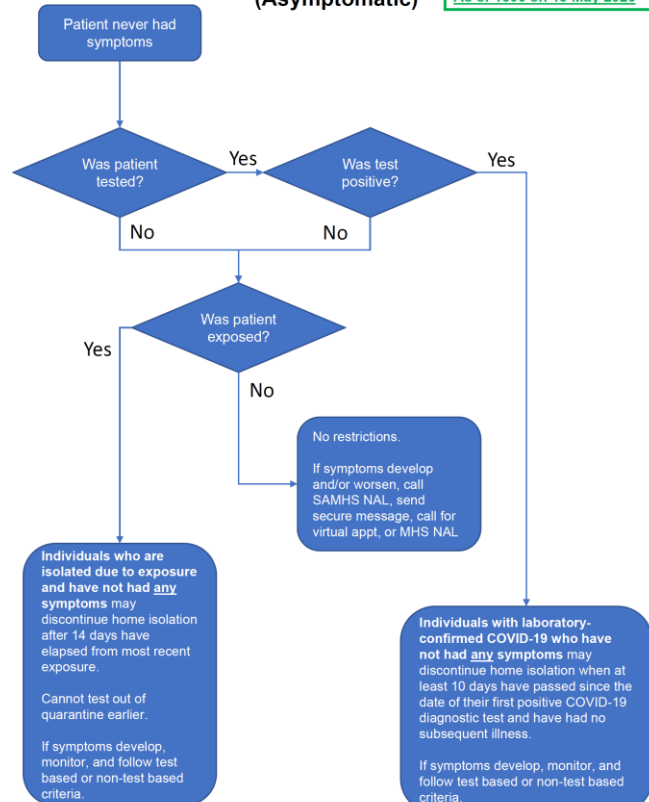 (Asymptomatic)
Patient never had
symptoms
Was patient
tested?
Yes
Was test
positive?
Yes
No
No
Was patient
exposed?
Yes
No
No restrictions.
If symptoms develop
and/or worsen, call
SAMHS NAL, send
secure message, call for
virtual appt, or MHS NAL
Individuals who are
isolated due to exposure
and have not had any
symptoms may
discontinue home isolation
after 14 days have
elapsed from most recent
exposure.
Cannot test out of
quarantine earlier.
If symptoms develop,
monitor, and follow test
based or non-test based
criteria.
Individuals with laboratory-
confirmed COVID-19 who have
not had any symptoms may
discontinue home isolation when at
least 10 days have passed since the
date of their first positive COVID-19
diagnostic test and have had no
subsequent illness.
If symptoms develop, monitor, and
follow test based or non-test based
criteria.